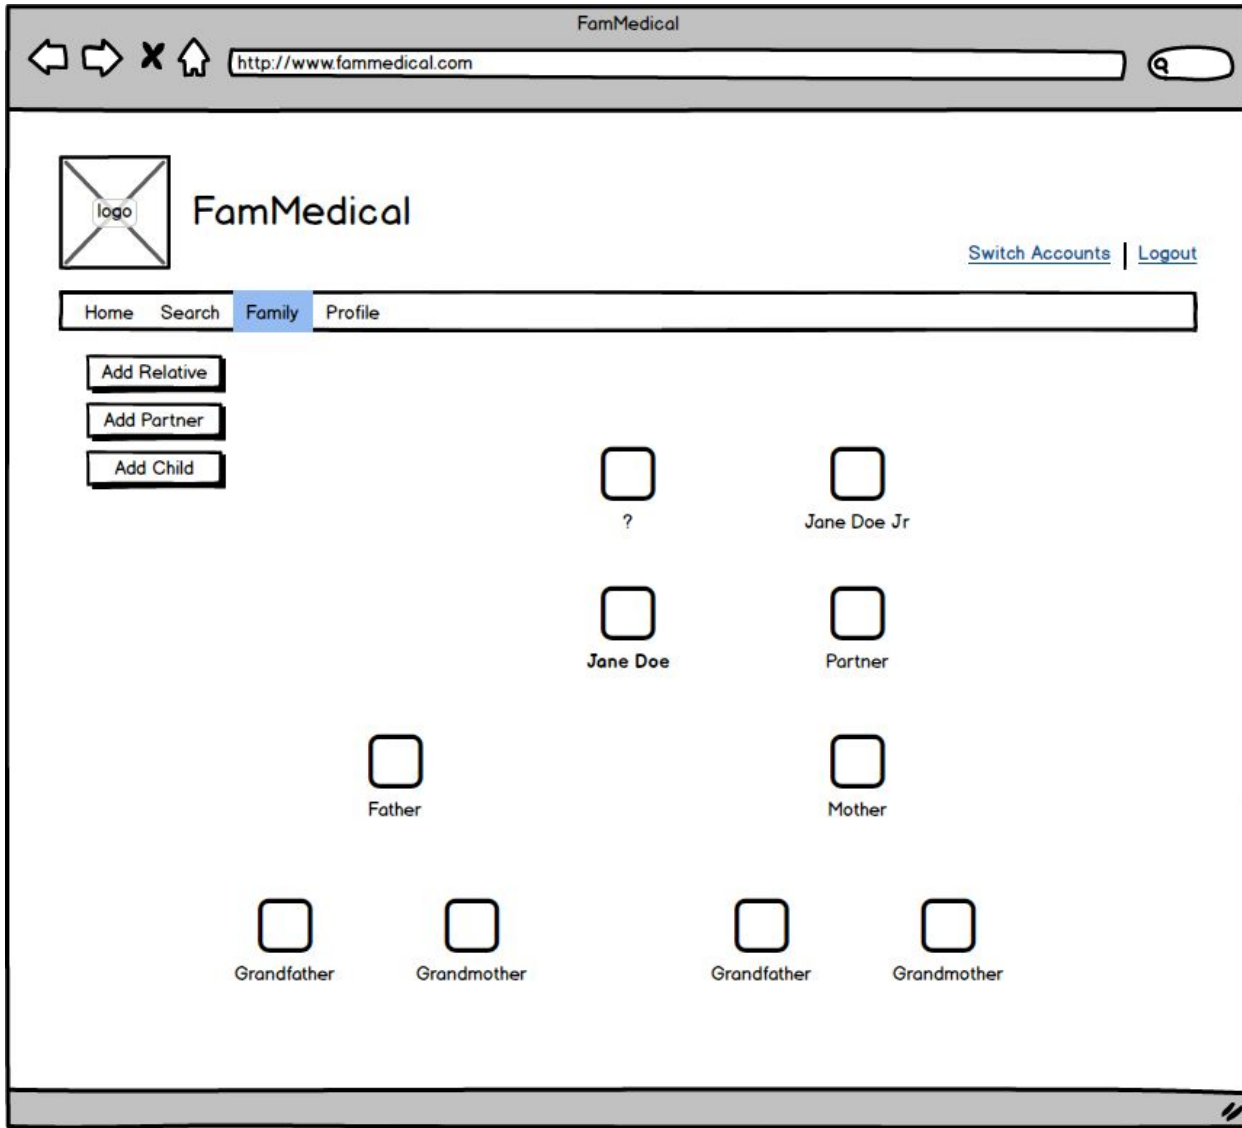 FamMedical
http://www.fammedical.com
logo
FamMedical
Switch Accounts | Logout
Home Search Family Profile
Add Relative
Add Partner
Add Child
? Jane Doe Jr
Jane Doe Partner
Father Mother
Grandfather Grandmother Grandfather Grandmother